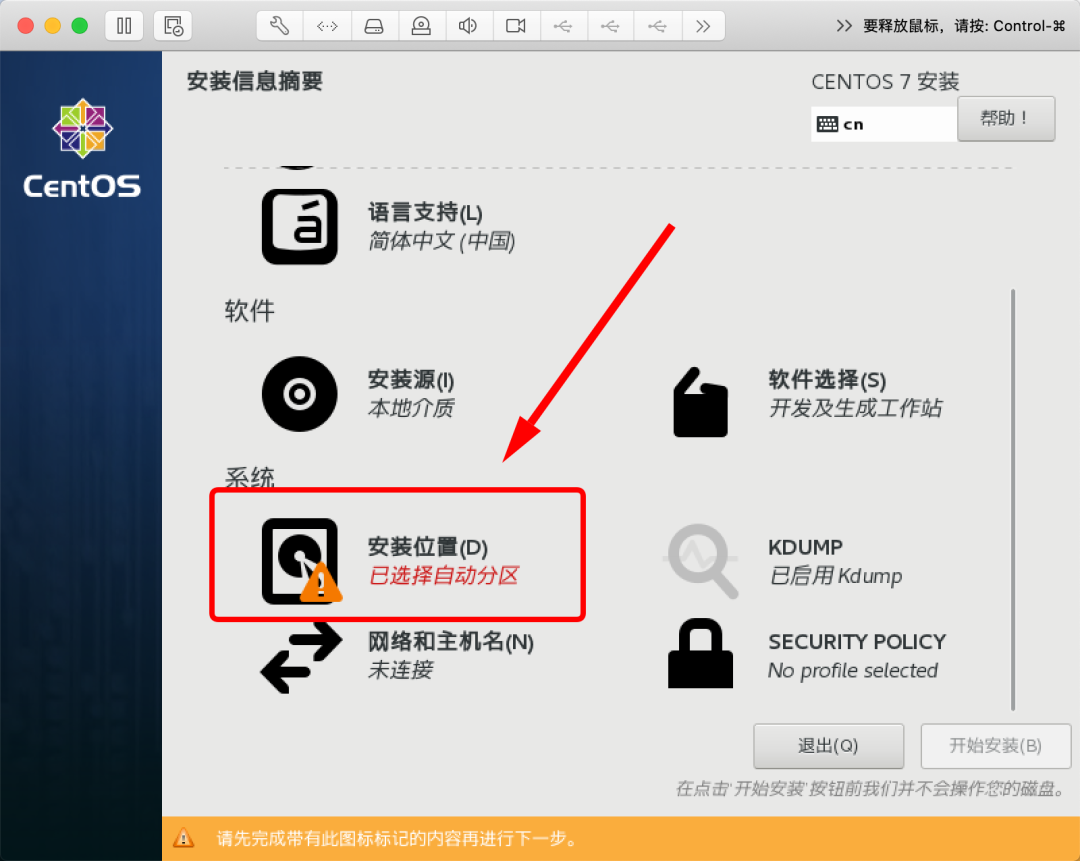 要释放鼠标，请按: Control-⌘
CentOS
安装信息摘要
CENTOS 7 安装
cn
帮助！
语言支持(L)
简体中文 (中国)
软件
安装源(I)
本地介质
软件选择(S)
开发及生成工作站
系统
安装位置(D)
已选择自动分区
KDUMP
已启用 Kdump
网络和主机名(N)
未连接
SECURITY POLICY
No profile selected
退出(Q)
开始安装(B)
在点击'开始安装'按钮前我们并不会操作您的磁盘。
请先完成带有此图标标记的内容再进行下一步。